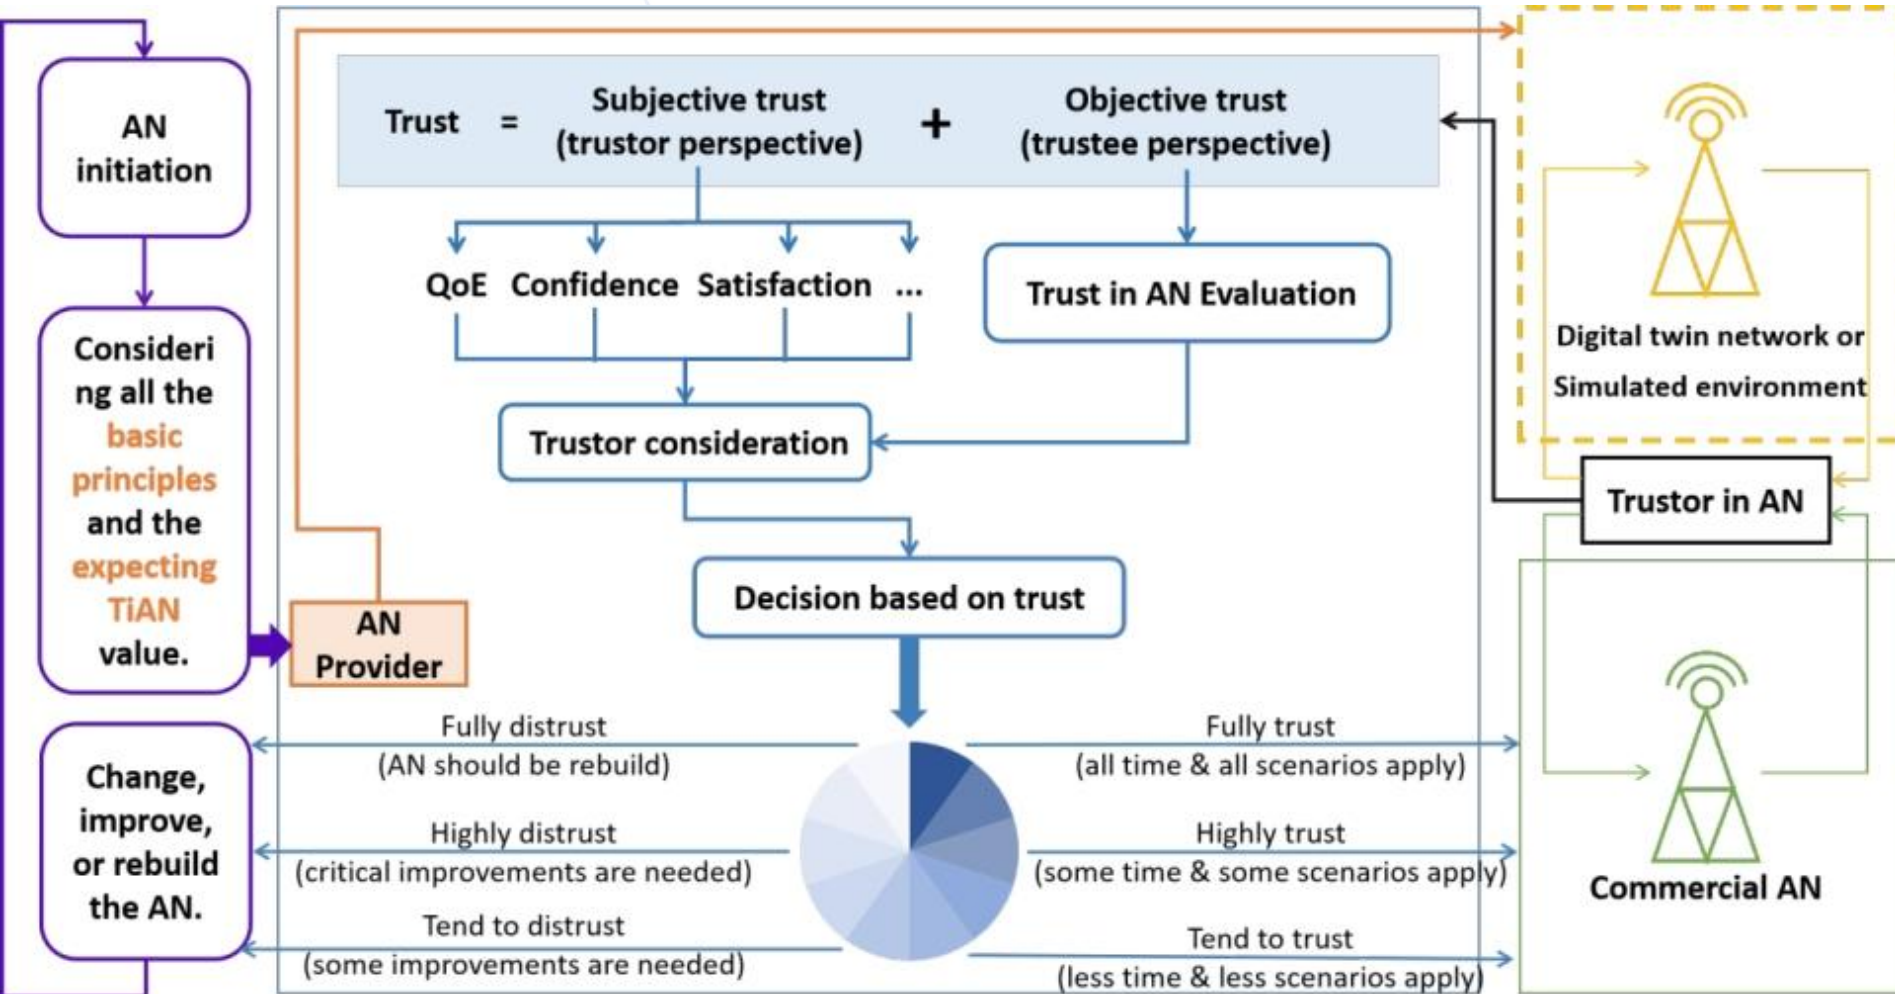 AN
initiation
Consideri
ng all the
basic
principles
and the
expecting
TiAN
value.
Change,
improve,
or rebuild
the AN.
AN
Provider
Trust = Subjective trust + Objective trust
(trustor perspective) (trustee perspective)
QoE Confidence Satisfaction ...
Trust in AN Evaluation
Trustor consideration
Decision based on trust
Fully distrust
(AN should be rebuild)
Highly distrust
(critical improvements are needed)
Tend to distrust
(some improvements are needed)
Fully trust
(all time & all scenarios apply)
Highly trust
(some time & some scenarios apply)
Tend to trust
(less time & less scenarios apply)
Digital twin network or
Simulated environment
Trustor in AN
Commercial AN